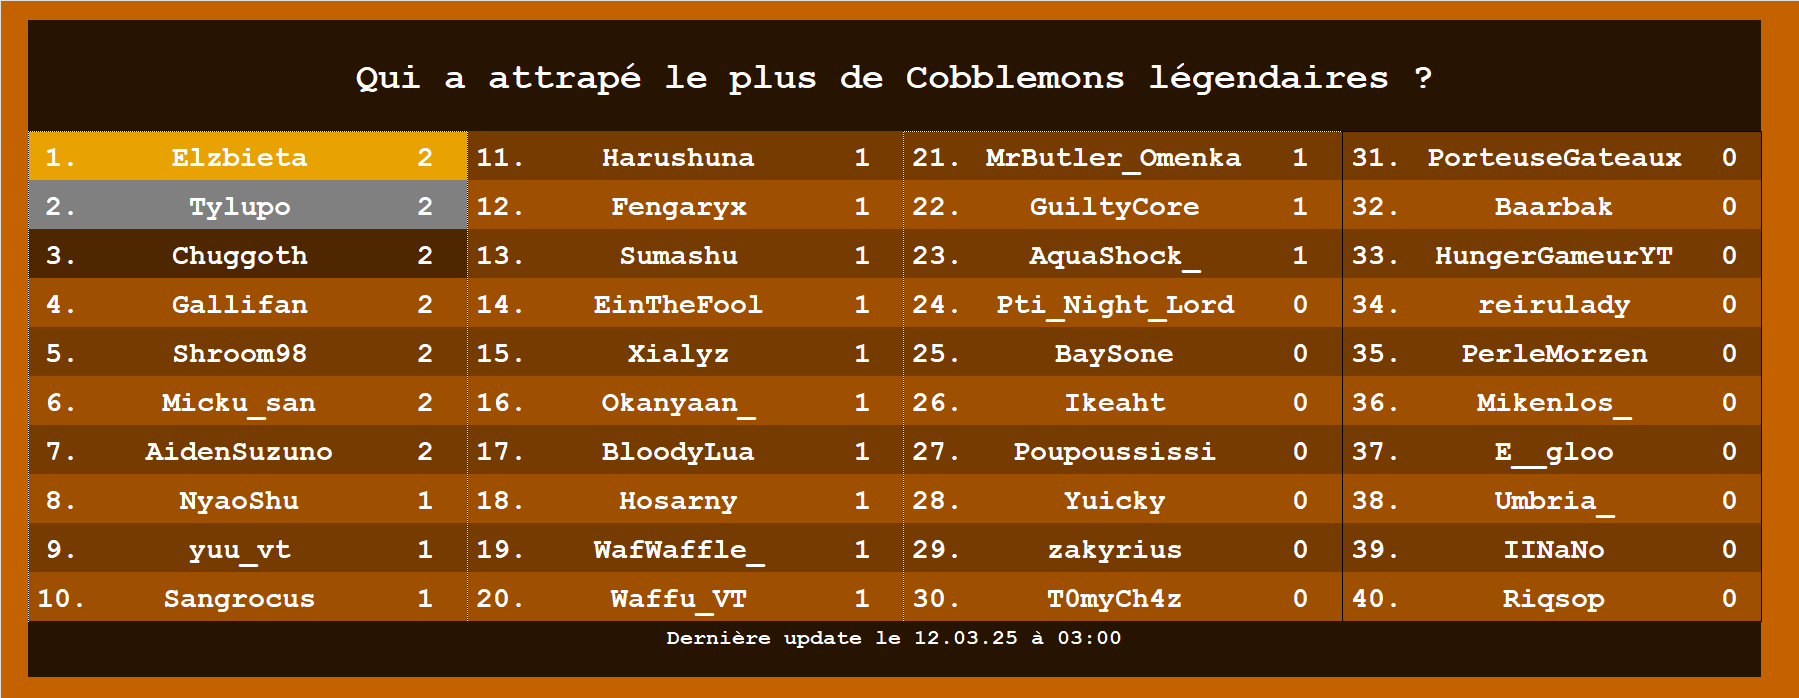 Qui a attrapé le plus de Cobblemons légendaires ?
1. Elzbieta 2
2. Tylupo 2
3. Chuggoth 2
4. Gallifan 2
5. Shroom98 2
6. Micku_san 2
7. AidenSuzuno 2
8. NyaoShu 1
9. yuu_vt 1
10. Sangrocus 1
11. Harushuna 1
12. Fengaryx 1
13. Sumashu 1
14. EinTheFool 1
15. Xialyz 1
16. Okanyaan_ 1
17. BloodyLua 1
18. Hosarny 1
19. WafWaffle_ 1
20. Waffu_VT 1
21. MrButler_Omenka 1
22. GuiltyCore 1
23. AquaShock_ 1
24. Pti_Night_Lord 0
25. BaySone 0
26. Ikeaht 0
27. Poupoussissi 0
28. Yuicky 0
29. zakyrius 0
30. T0myCh4z 0
31. PorteuseGateaux 0
32. Baarbak 0
33. HungerGameurYT 0
34. reirulady 0
35. PerleMorzen 0
36. Mikenlos_ 0
37. E__gloo 0
38. Umbria_ 0
39. IINaNo 0
40. Riqsop 0
Dernière update le 12.03.25 à 03:00